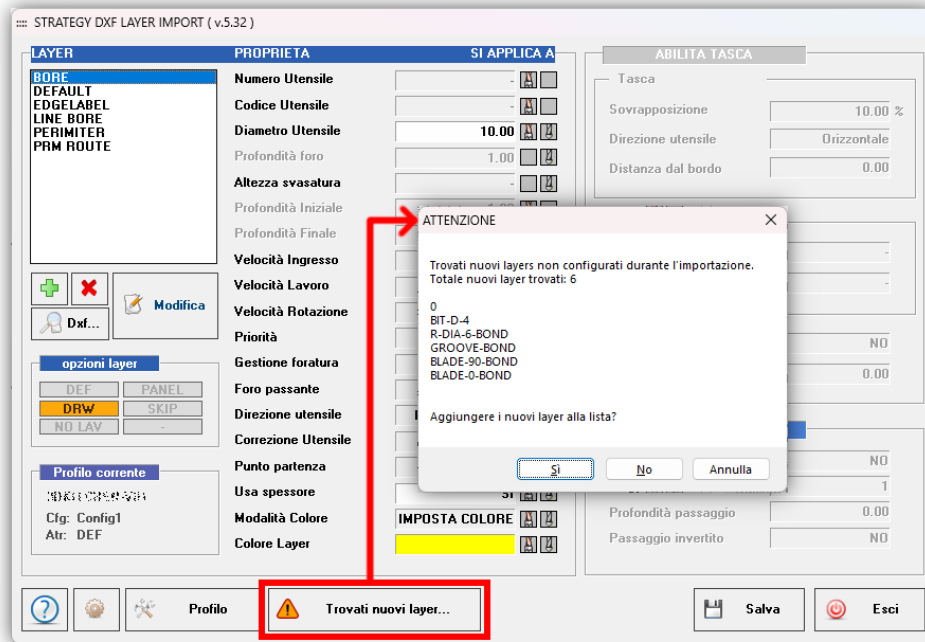 :::: STRATEGY DXF LAYER IMPORT ( v.5.32 )
LAYER
BORE
DEFAULT
EDGELABEL
LINE BORE
PERIMITER
PRM ROUTE
Dxf...
Modifica
opzioni layer
DEF PANEL
DRW SKIP
NO LAV -
Profilo corrente
Cfg: Config1
Atr: DEF
PROPRIETA SI APPLICA A
Numero Utensile -
Codice Utensile -
Diametro Utensile 10.00
Profondità foro 1.00
Altezza svasatura -
Profondità Iniziale
Profondità Finale
Velocità Ingresso
Velocità Lavoro
Velocità Rotazione
Priorità
Gestione foratura
Foro passante
Direzione utensile
Correzione Utensile
Punto partenza
Usa spessore SI
Modalità Colore IMPOSTA COLORE
Colore Layer
ABILITA TASCA
Tasca
Sovrapposizione 10.00 %
Direzione utensile Orizzontale
Distanza dal bordo 0.00
-
-
NO
0.00
NO
1
Profondità passaggio 0.00
Passaggio invertito NO
ATTENZIONE
Trovati nuovi layers non configurati durante l'importazione.
Totale nuovi layer trovati: 6
0
BIT-D-4
R-DIA-6-BOND
GROOVE-BOND
BLADE-90-BOND
BLADE-0-BOND
Aggiungere i nuovi layer alla lista?
Sì No Annulla
Profilo
Trovati nuovi layer...
Salva
Esci